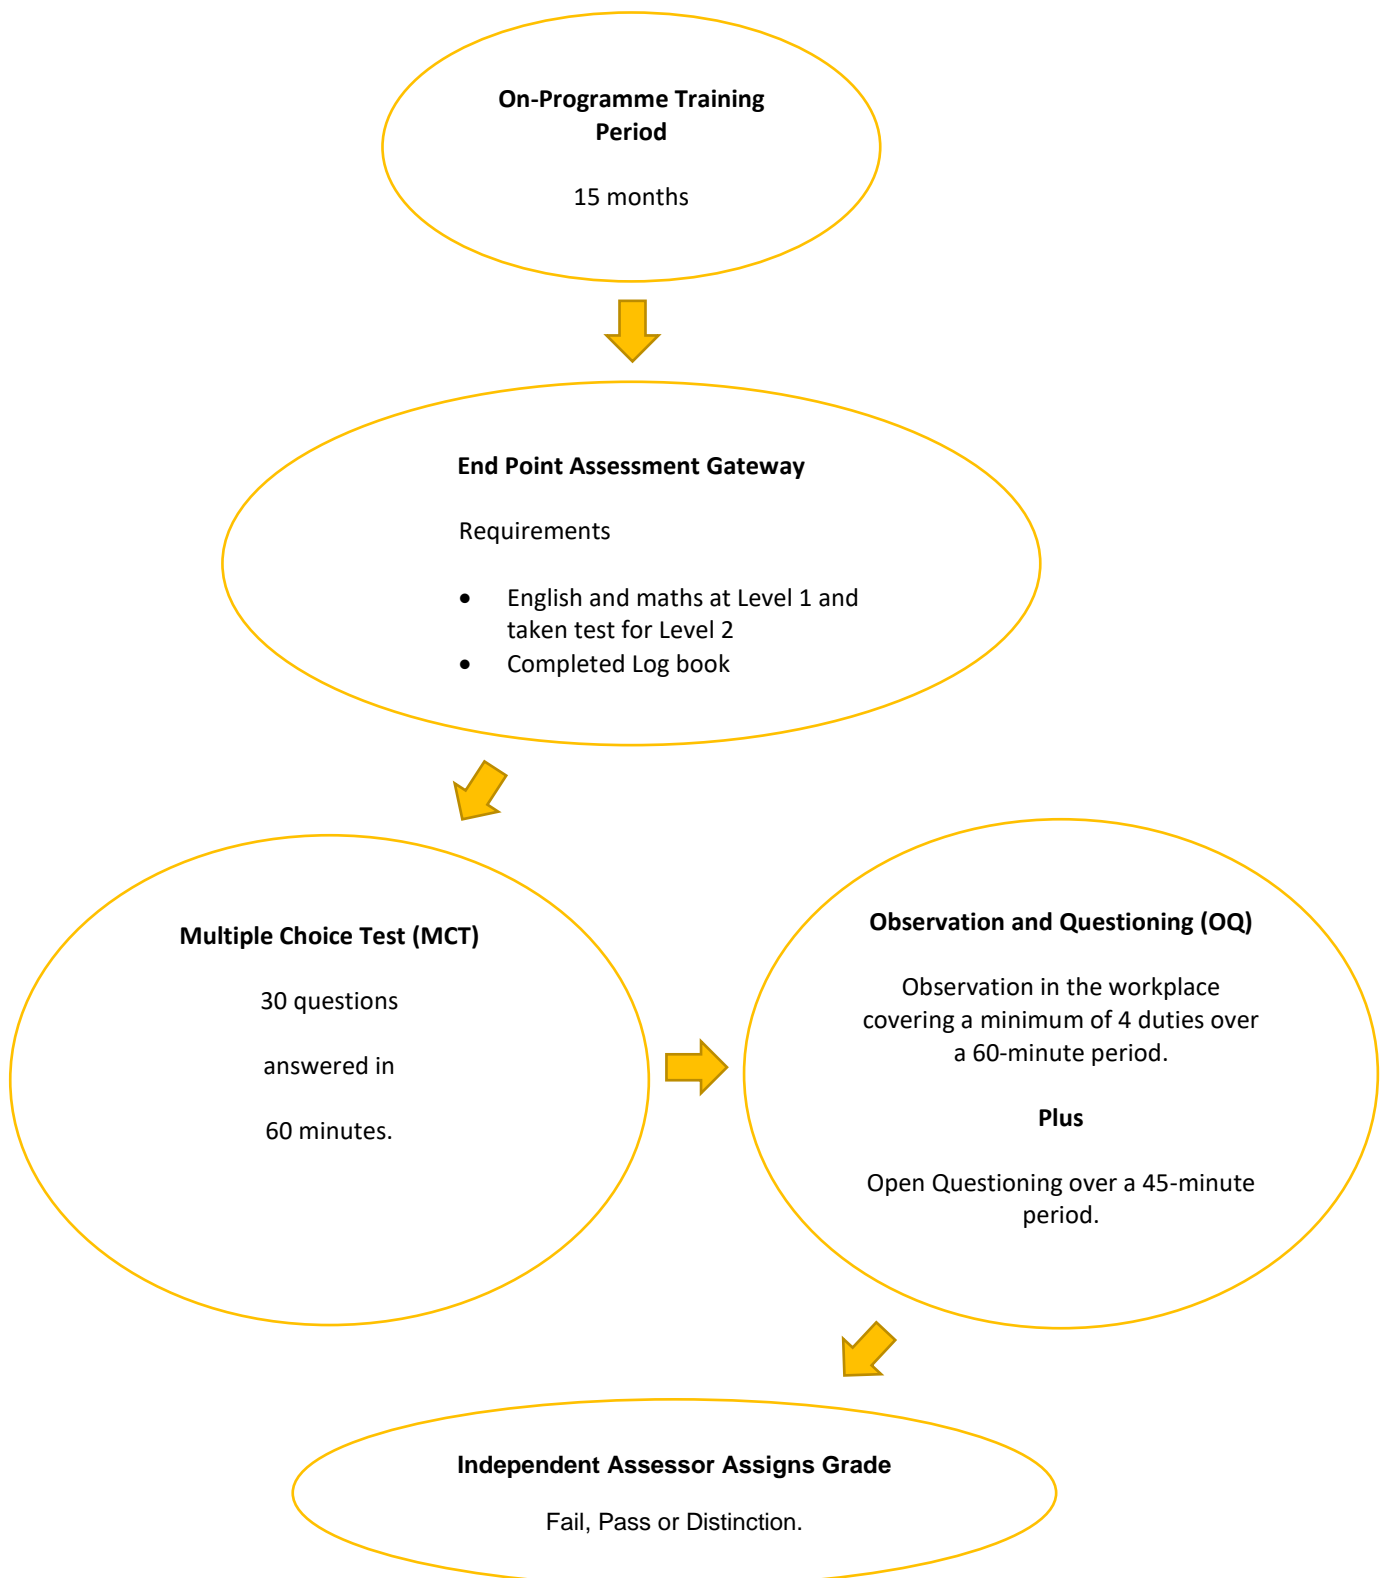 On-Programme Training
Period
15 months
End Point Assessment Gateway
Requirements
• English and maths at Level 1 and
taken test for Level 2
• Completed Log book
Multiple Choice Test (MCT)
30 questions
answered in
60 minutes.
Observation and Questioning (OQ)
Observation in the workplace
covering a minimum of 4 duties over
a 60-minute period.
Plus
Open Questioning over a 45-minute
period.
Independent Assessor Assigns Grade
Fail, Pass or Distinction.